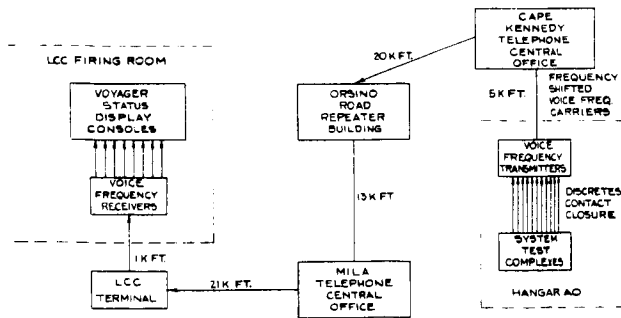 CAPE
KENNEDY
TELEPHONE
CENTRAL
OFFICE
20K FT.
LCC FIRING ROOM
VOYAGER
STATUS
DISPLAY
CONSOLES
ORSINO
ROAD
REPEATER
BUILDING
5K FT.
FREQUENCY
SHIFTED
VOICE FREQ.
CARRIERS
VOICE
FREQUENCY
TRANSMITTERS
VOICE
FREQUENCY
RECEIVERS
13K FT
DISCRETES
CONTACT
CLOSURE
SYSTEM
TEST
COMPLEXES
1K FT.
LCC
TERMINAL
21K FT.
MILA
TELEPHONE
CENTRAL
OFFICE
HANGAR AO